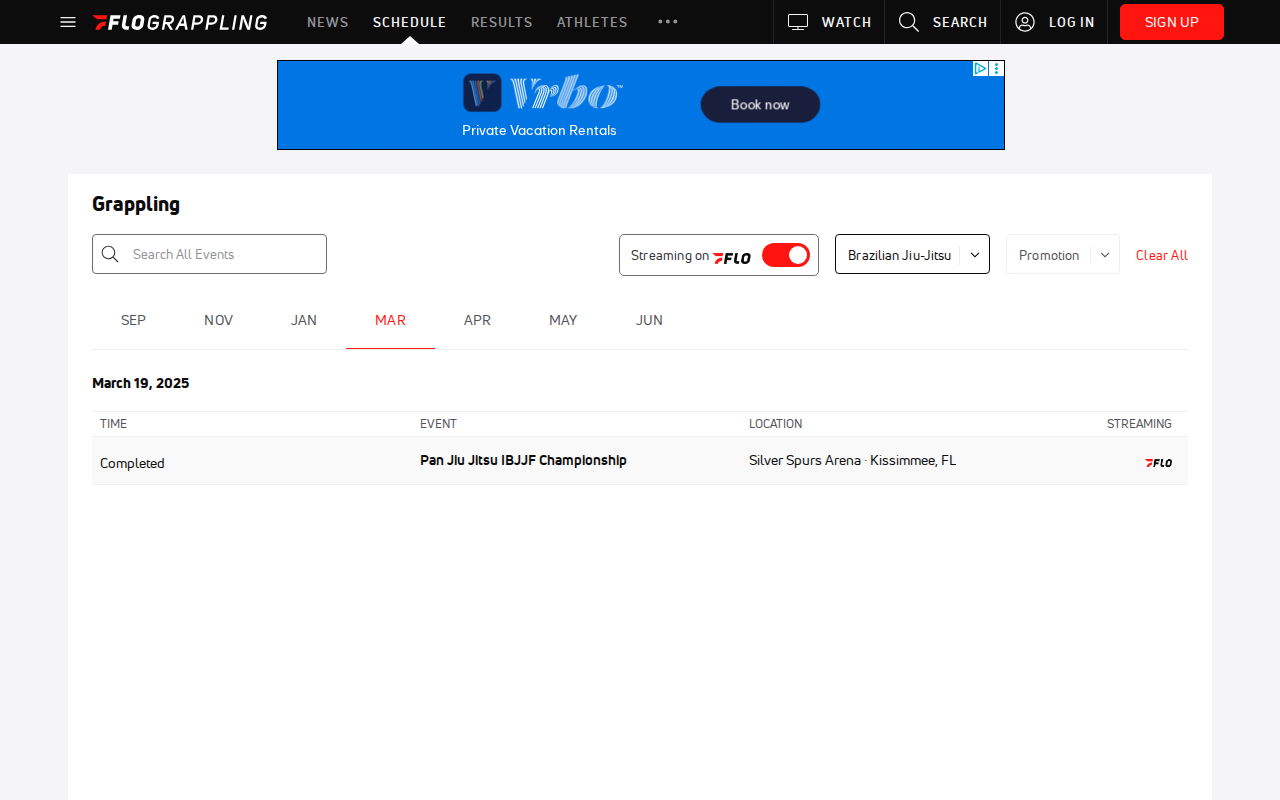 FLOGRAPPLING NEWS SCHEDULE RESULTS ATHLETES WATCH SEARCH LOG IN SIGN UP
Vrbo™
Private Vacation Rentals
Book now
Grappling
Search All Events
Streaming on FLO
Brazilian Jiu-Jitsu
Promotion
Clear All
SEP NOV JAN MAR APR MAY JUN
March 19, 2025
TIME EVENT LOCATION STREAMING
Completed Pan Jiu Jitsu IBJJF Championship Silver Spurs Arena · Kissimmee, FL FLO